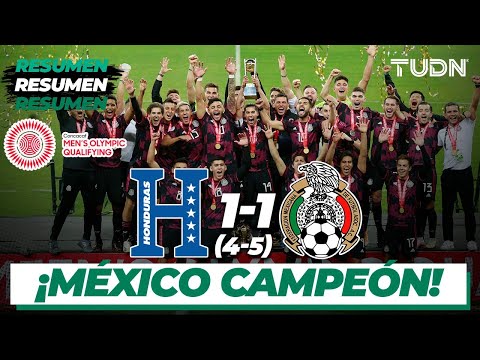 RESUMEN
RESUMEN
RESUMEN
TUDN
Concacaf
MEN'S OLYMPIC
QUALIFYING
HONDURAS
H
1-1
(4-5)
¡MÉXICO CAMPEÓN!